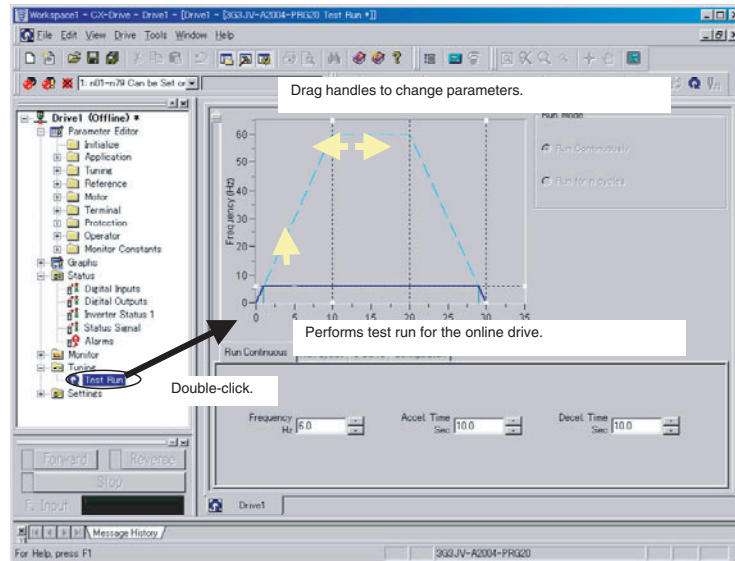 Workspace1 - GX-Drive - Drive1 - [Drive1 - [3G3JV-A2004-PRG20 Test Run *]]
File Edit View Drive Tools Window Help
1. n01-n79 Can be Set or
Drag handles to change parameters.
Drive1 (Offline) *
Parameter Editor
Initialize
Application
Tuning
Reference
Motor
Terminal
Protection
Operator
Monitor Constants
Graphs
Status
Digital Inputs
Digital Outputs
Inverter Status 1
Status Signal
Alarms
Monitor
Tuning
Test Run
Settings
Forward
Reverse
Stop
F. Input
Frequency (Hz)
60
50
40
30
20
10
0
0 5 10 15 20 25 30 35
Run Mode
Run Continuously
Run for n cycles
Performs test run for the online drive.
Double-click.
Run Continuous
Frequency
Hz 6.0
Accel. Time
Sec 10.0
Decel. Time
Sec 10.0
Drive1
Message History
For Help, press F1
3G3JV-A2004-PRG20